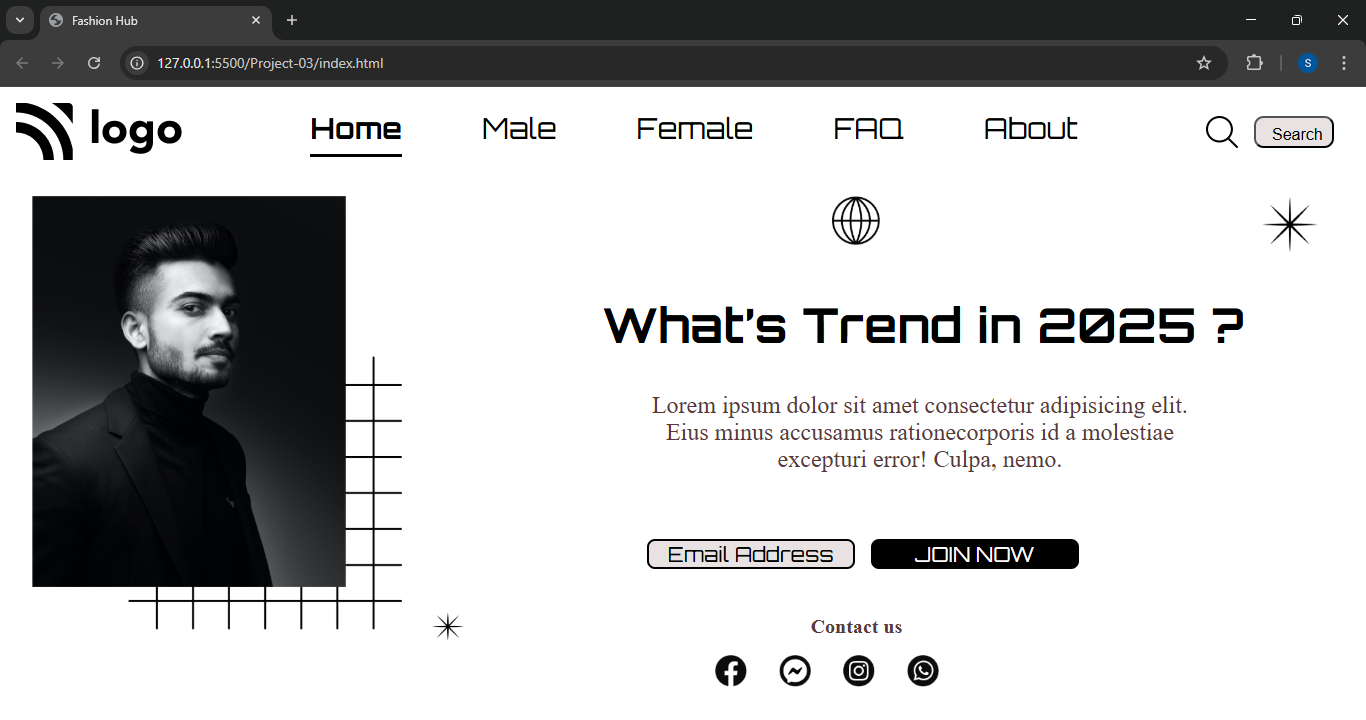 Fashion Hub
127.0.0.1:5500/Project-03/index.html
S
logo
Home Male Female FAQ About
Search
What's Trend in 2025 ?
Lorem ipsum dolor sit amet consectetur adipisicing elit.
Eius minus accusamus rationecorporis id a molestiae
excepturi error! Culpa, nemo.
Email Address JOIN NOW
Contact us